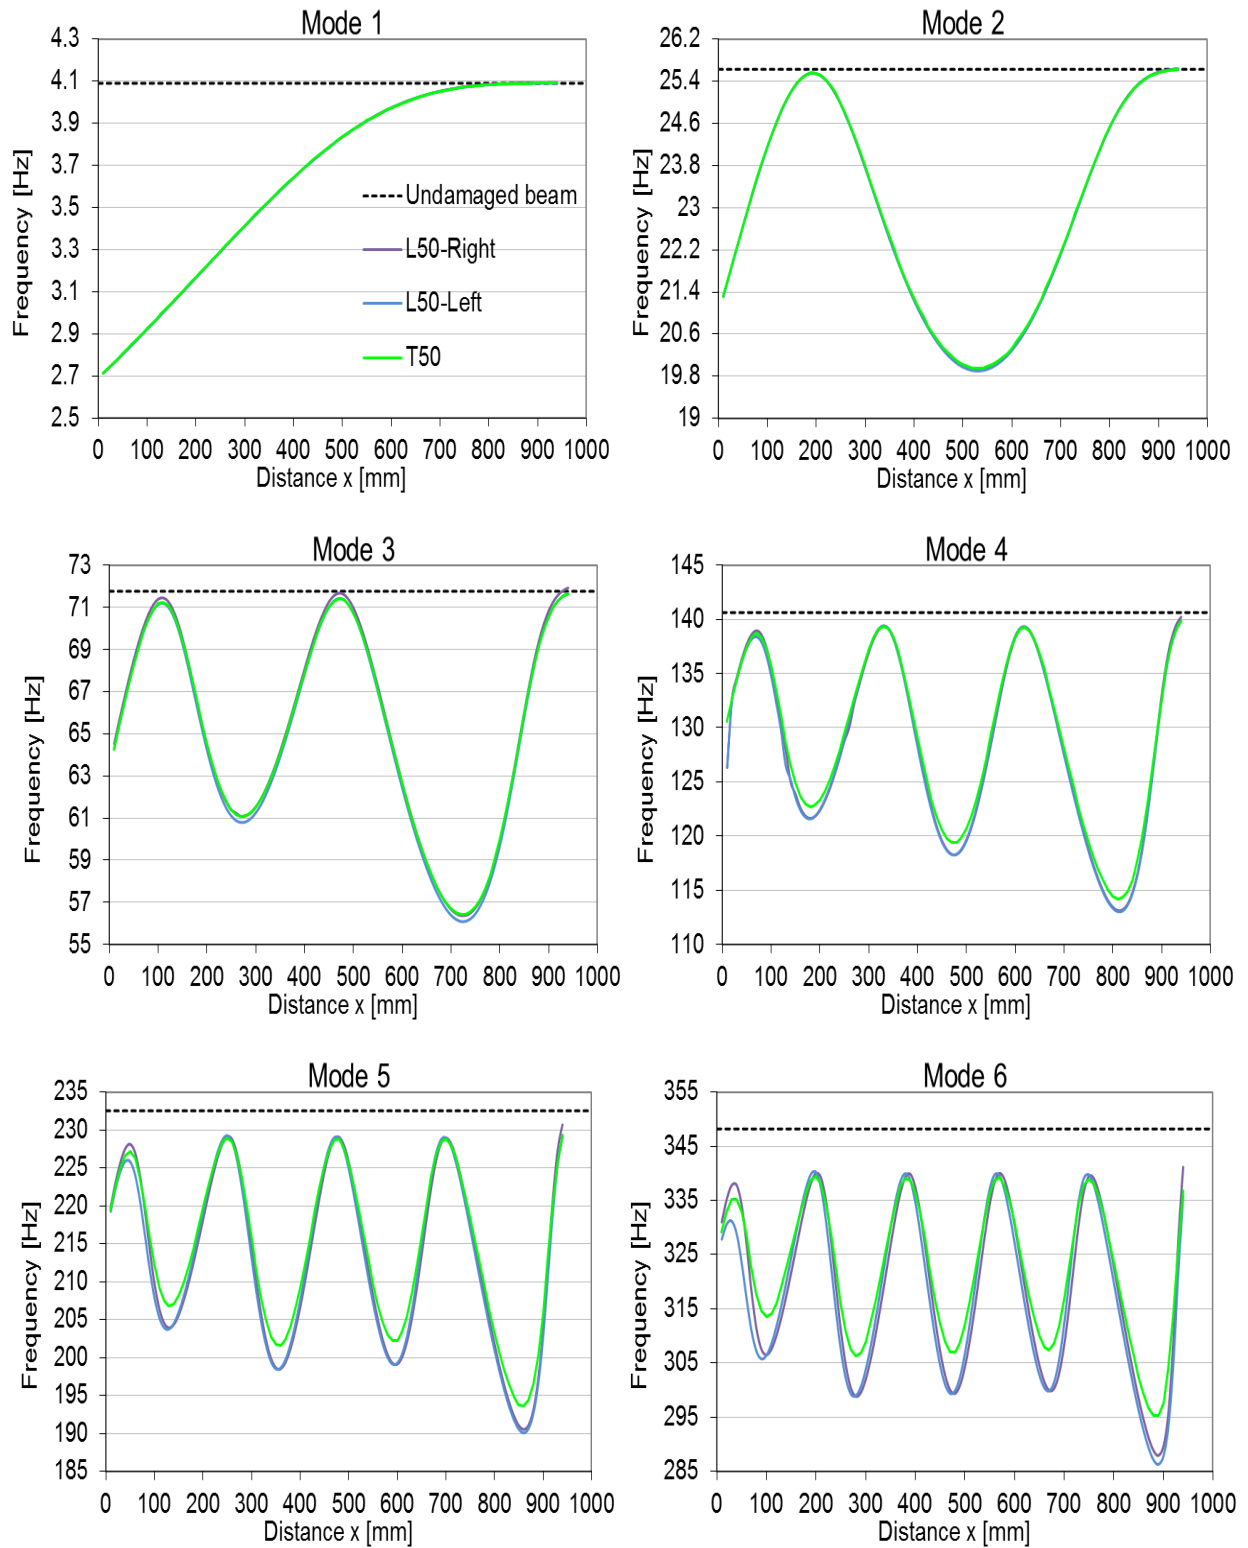 Mode 1
4.3
4.1
3.9
3.7
3.5
3.3
3.1
2.9
2.7
2.5
Frequency [Hz]
Undamaged beam
L50-Right
L50-Left
T50
0 100 200 300 400 500 600 700 800 900 1000
Distance x [mm]
Mode 2
26.2
25.4
24.6
23.8
23
22.2
21.4
20.6
19.8
19
Frequency [Hz]
0 100 200 300 400 500 600 700 800 900 1000
Distance x [mm]
Mode 3
73
71
69
67
65
63
61
59
57
55
Frequency [Hz]
0 100 200 300 400 500 600 700 800 900 1000
Distance x [mm]
Mode 4
145
140
135
130
125
120
115
110
Frequency [Hz]
0 100 200 300 400 500 600 700 800 900 1000
Distance x [mm]
Mode 5
235
230
225
220
215
210
205
200
195
190
185
Frequency [Hz]
0 100 200 300 400 500 600 700 800 900 1000
Distance x [mm]
Mode 6
355
345
335
325
315
305
295
285
Frequency [Hz]
0 100 200 300 400 500 600 700 800 900 1000
Distance x [mm]